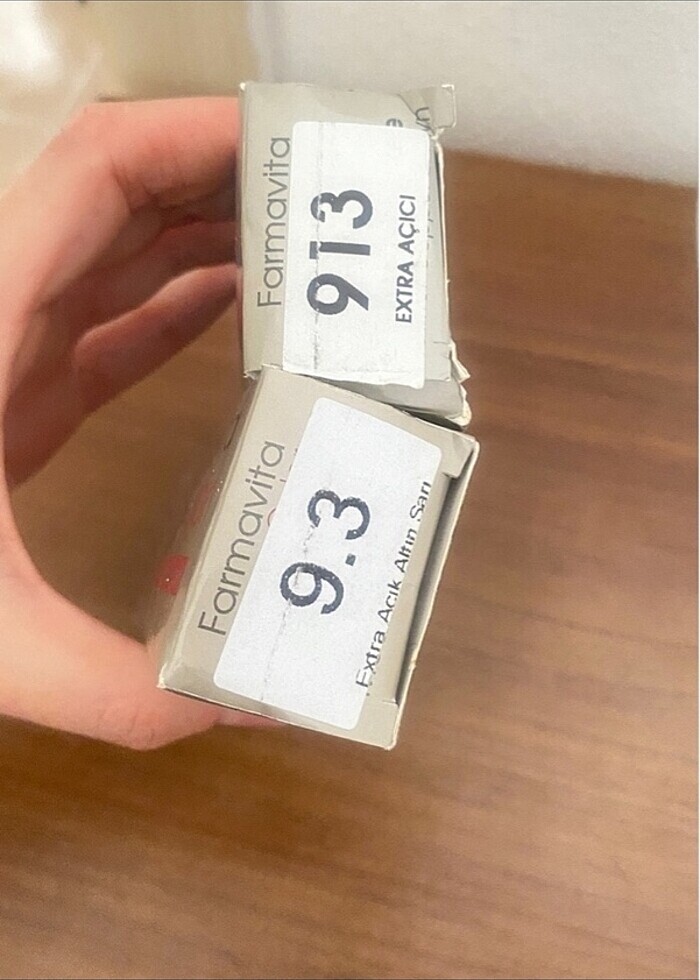 Farmavita
913
EXTRA AÇICI
Farmavita
9.3
Extra Açık Altın Sarı